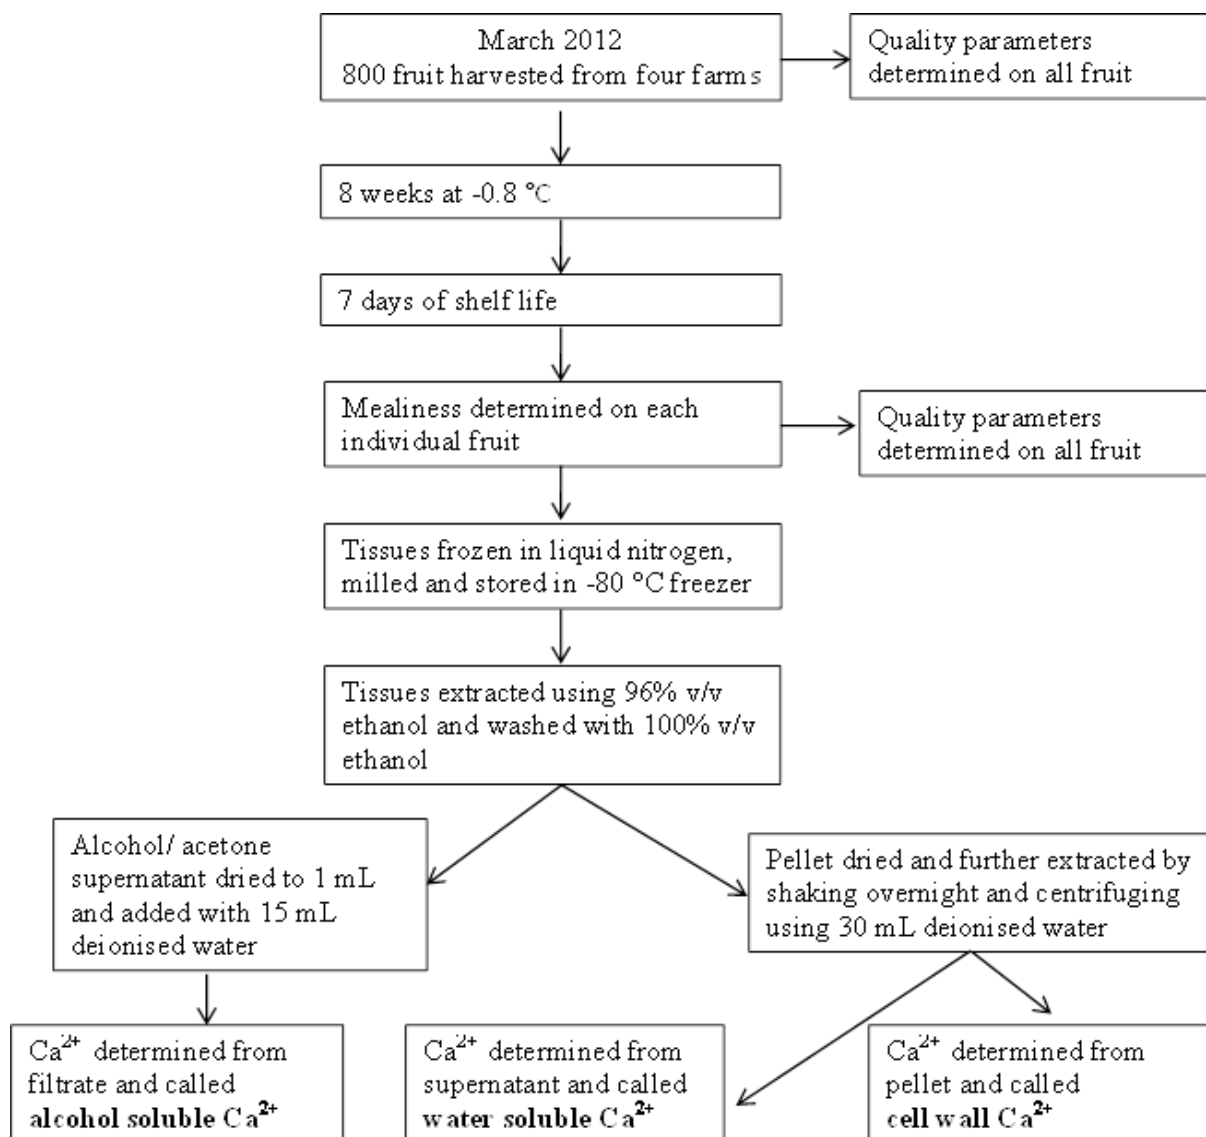 March 2012
800 fruit harvested from four farms
Quality parameters
determined on all fruit
8 weeks at -0.8 °C
7 days of shelf life
Mealiness determined on each
individual fruit
Quality parameters
determined on all fruit
Tissues frozen in liquid nitrogen,
milled and stored in -80 °C freezer
Tissues extracted using 96% v/v
ethanol and washed with 100% v/v
ethanol
Alcohol/ acetone
supernatant dried to 1 mL
and added with 15 mL
deionised water
Pellet dried and further extracted by
shaking overnight and centrifuging
using 30 mL deionised water
Ca²⁺ determined from
filtrate and called
alcohol soluble Ca²⁺
Ca²⁺ determined from
supernatant and called
water soluble Ca²⁺
Ca²⁺ determined from
pellet and called
cell wall Ca²⁺